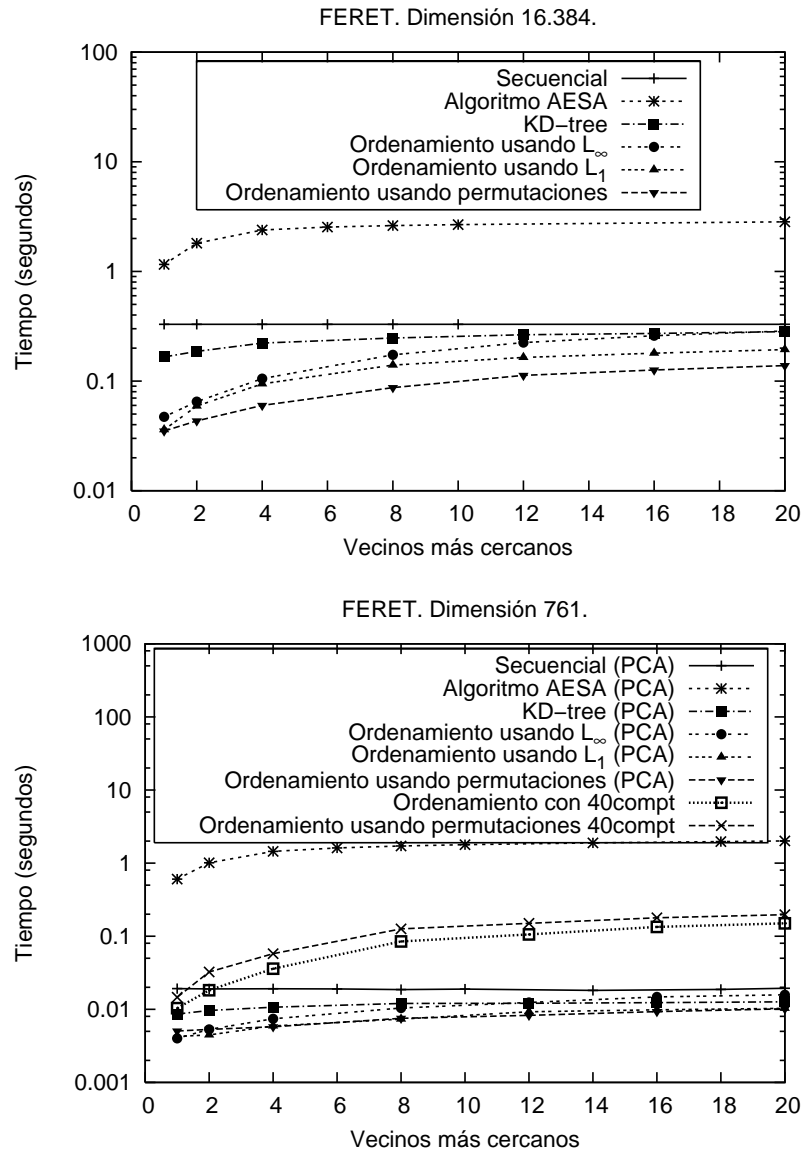 FERET. Dimensión 16.384.
100
10
1
0.1
0.01
Tiempo (segundos)
Secuencial
Algoritmo AESA
KD−tree
Ordenamiento usando L∞
Ordenamiento usando L1
Ordenamiento usando permutaciones
0 2 4 6 8 10 12 14 16 18 20
Vecinos más cercanos
FERET. Dimensión 761.
1000
100
10
1
0.1
0.01
0.001
Tiempo (segundos)
Secuencial (PCA)
Algoritmo AESA (PCA)
KD−tree (PCA)
Ordenamiento usando L∞ (PCA)
Ordenamiento usando L1 (PCA)
Ordenamiento usando permutaciones (PCA)
Ordenamiento con 40compt
Ordenamiento usando permutaciones 40compt
0 2 4 6 8 10 12 14 16 18 20
Vecinos más cercanos